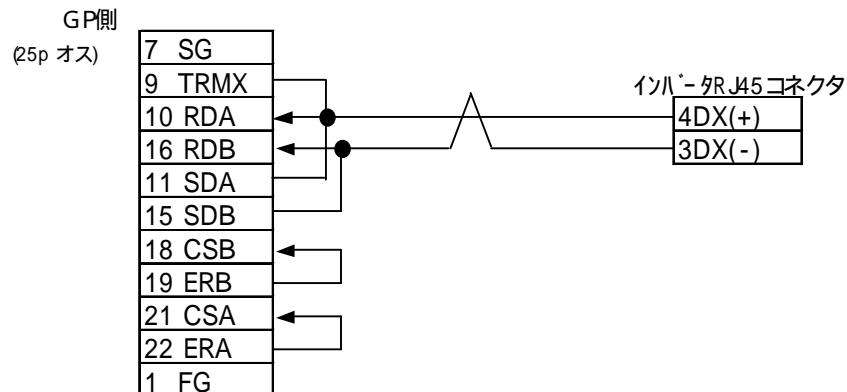 GP側
(25p オス)
7 SG
9 TRMX
インバータRJ45コネクタ
10 RDA
4DX(+)
16 RDB
3DX(-)
11 SDA
15 SDB
18 CSB
19 ERB
21 CSA
22 ERA
1 FG